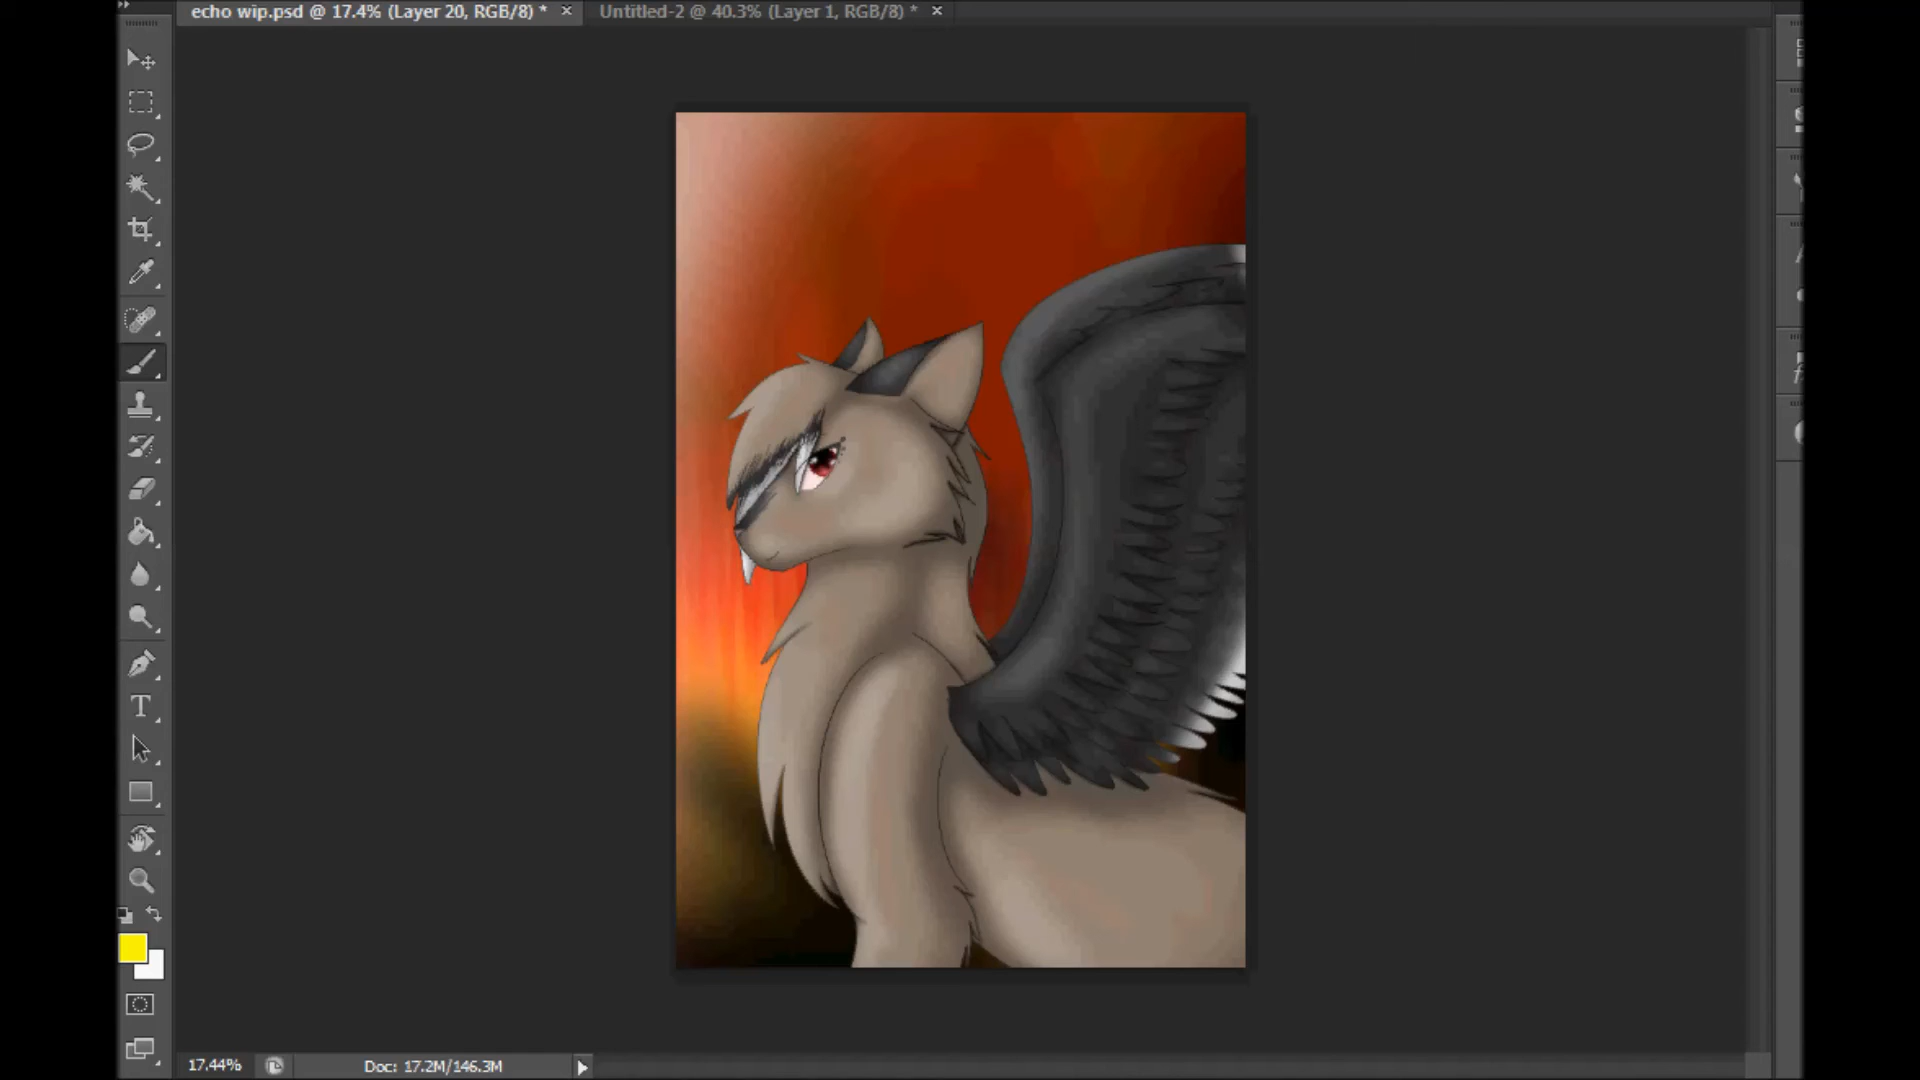 echo wip.psd @ 17.4% (Layer 20, RGB/8) *
Untitled-2 @ 40.3% (Layer 1, RGB/8) *
T
17.44%
Doc: 17.2M/146.3M